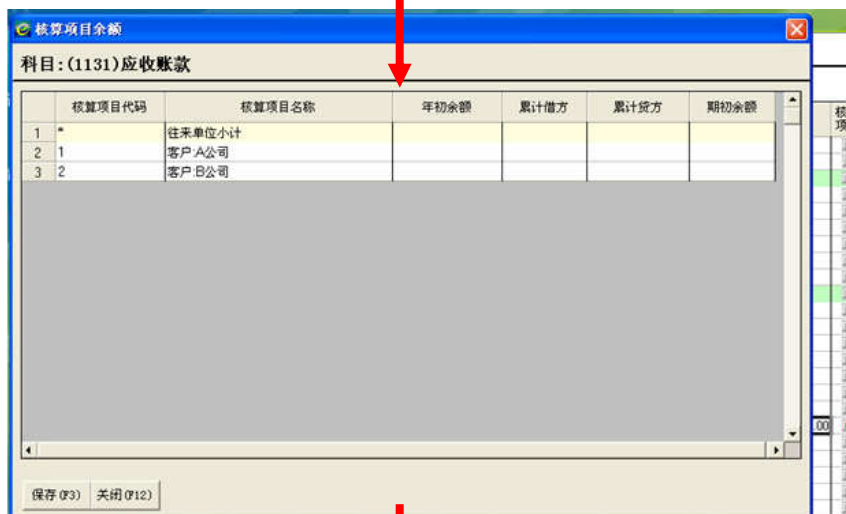 核算项目余额
科目:(1131)应收账款
核算项目代码 核算项目名称 年初余额 累计借方 累计贷方 期初余额
1 * 往来单位小计
2 1 客户:A公司
3 2 客户:B公司
核
项
.00
保存(F3) 关闭(F12)